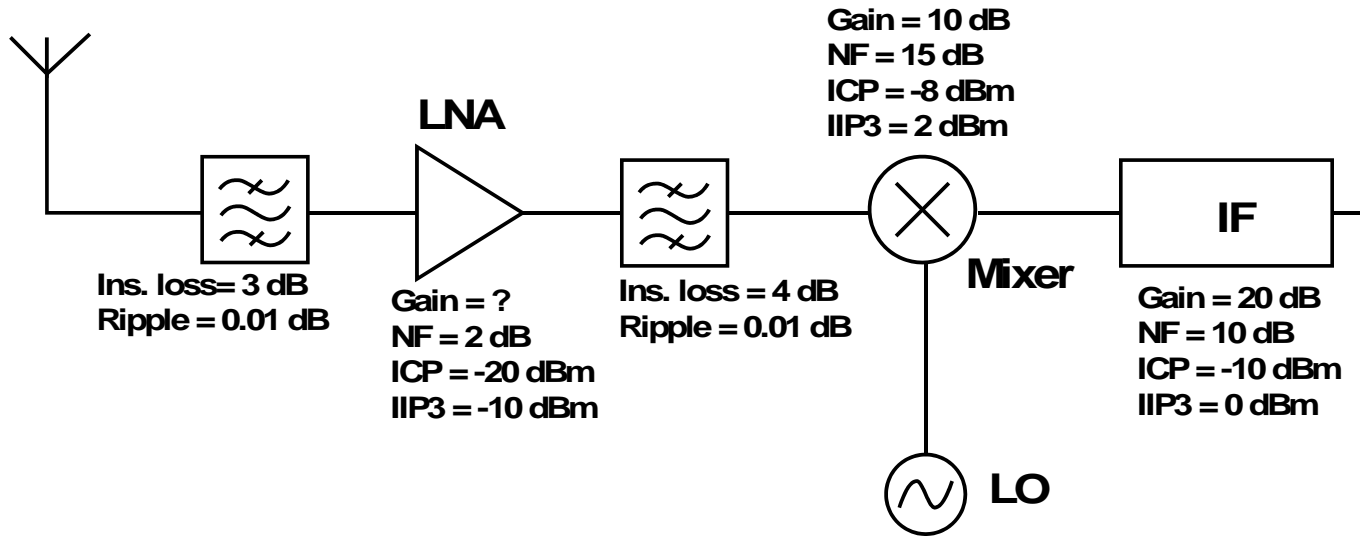 Gain = 10 dB
NF = 15 dB
ICP = -8 dBm
IIP3 = 2 dBm
LNA
IF
Mixer
Ins. loss= 3 dB
Ripple = 0.01 dB
Gain = ?
NF = 2 dB
ICP = -20 dBm
IIP3 = -10 dBm
Ins. loss = 4 dB
Ripple = 0.01 dB
Gain = 20 dB
NF = 10 dB
ICP = -10 dBm
IIP3 = 0 dBm
LO